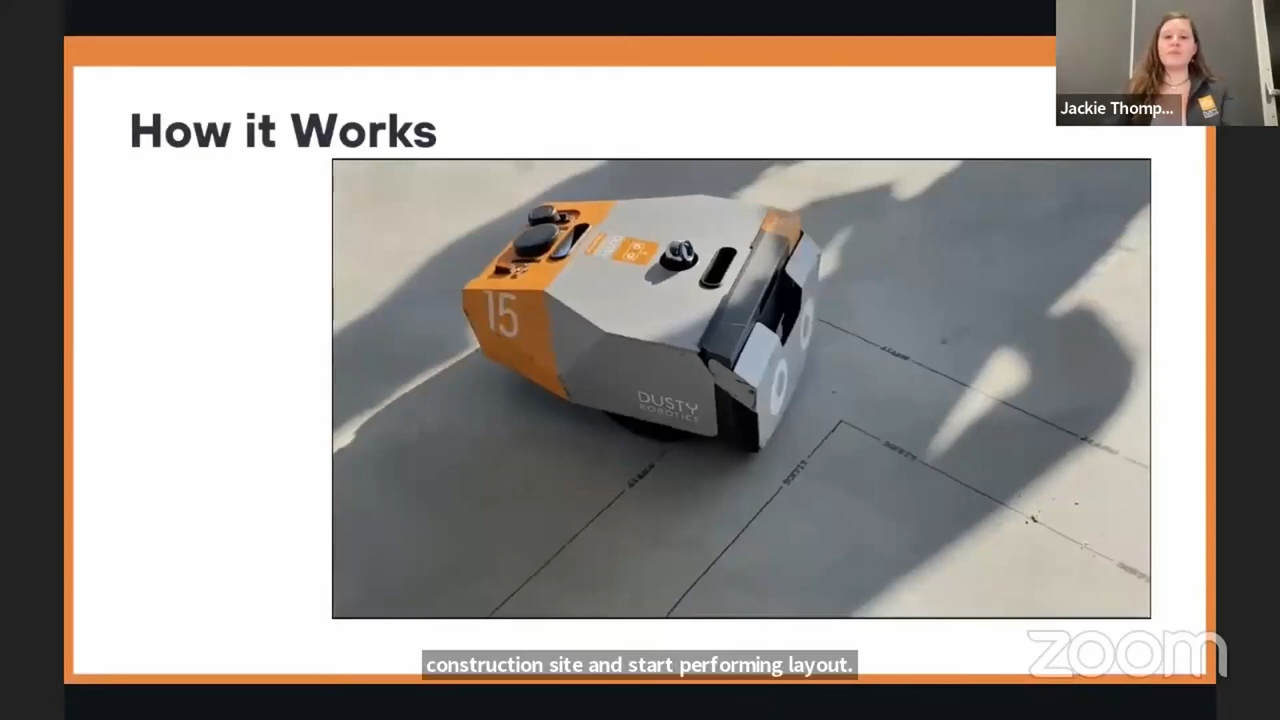 Jackie Thomp...
How it Works
15
DUSTY
ROBOTICS
construction site and start performing layout.
zoom